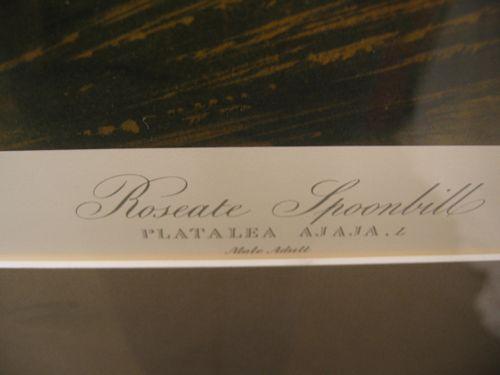 Roseate Spoonbill
PLATALEA AJAJA. L
Male Adult